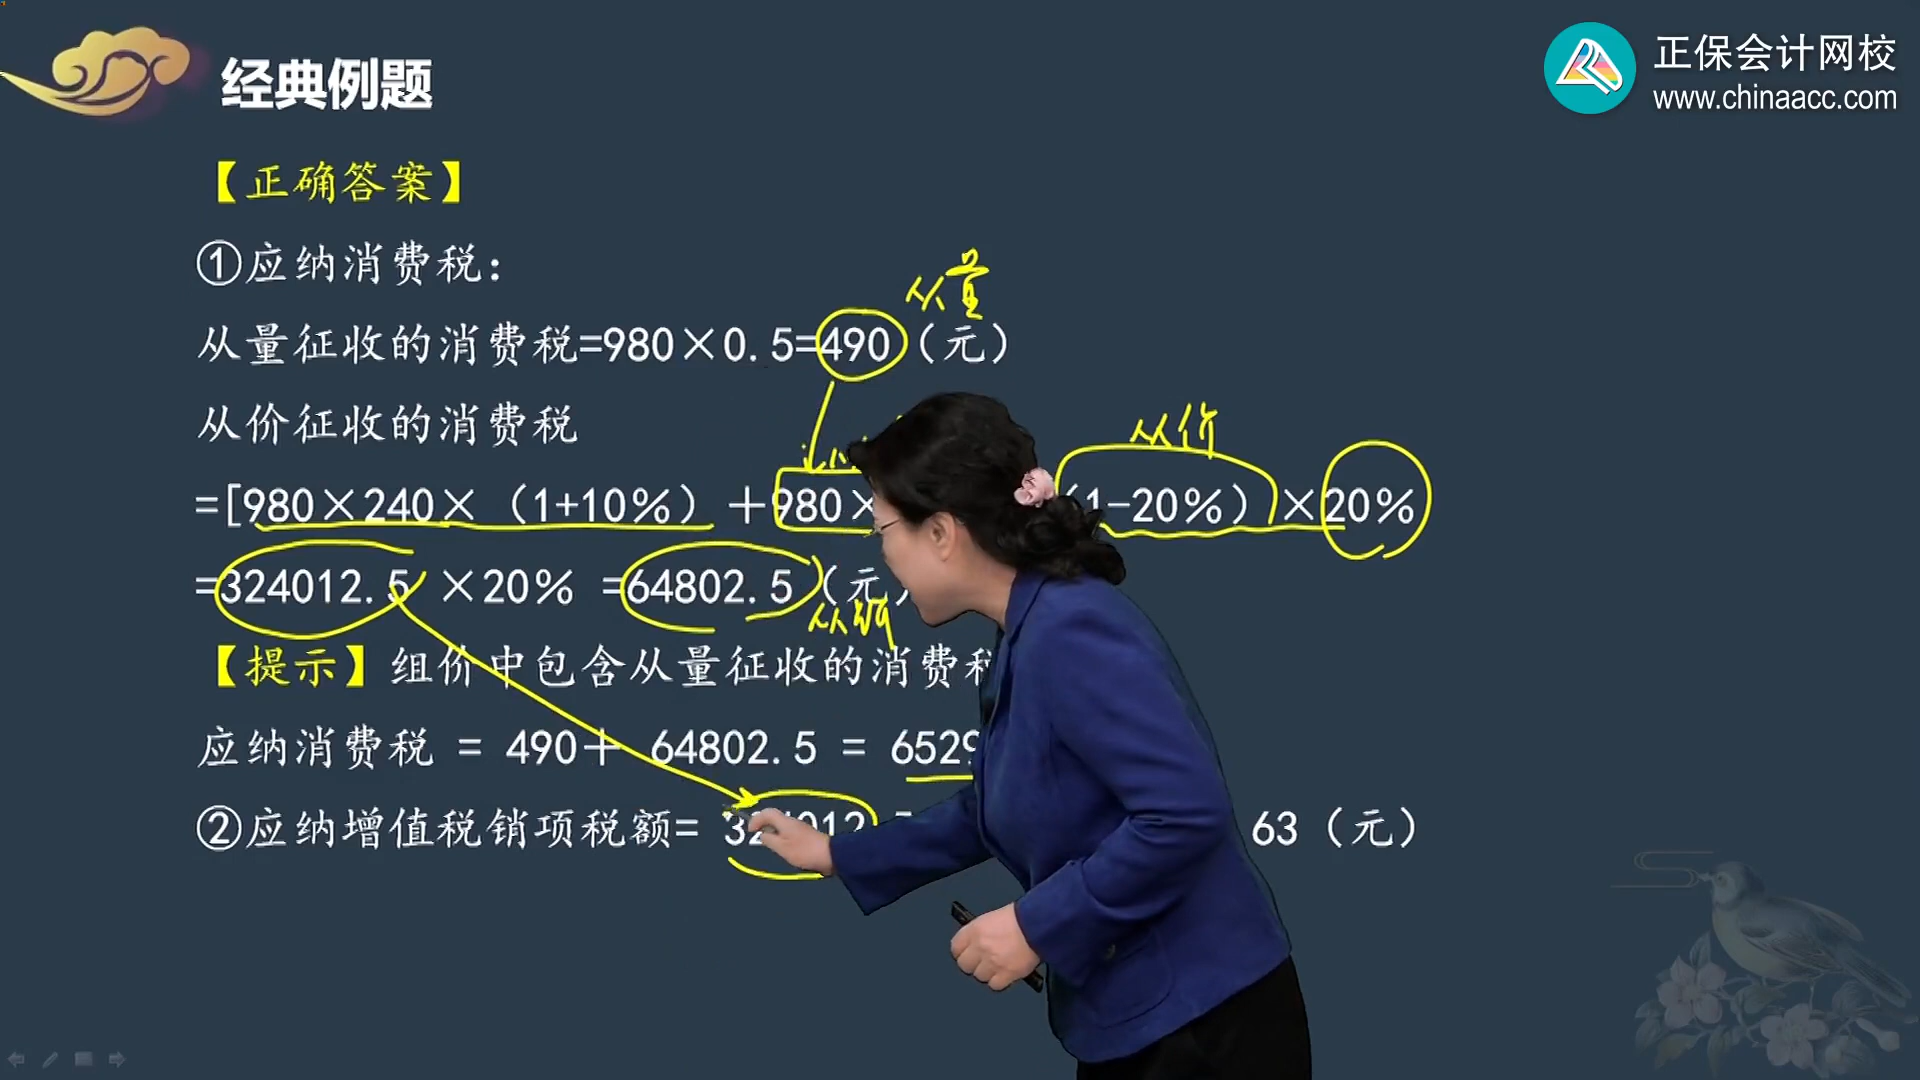 经典例题
正保会计网校
www.chinaacc.com
【正确答案】
①应纳消费税：
从量
从量征收的消费税=980×0.5=490（元）
从价征收的消费税
从价
=[980×240×（1+10%）+980× （1-20%）×20%
=324012.5 ×20% =64802.5（元
从额
【提示】组价中包含从量征收的消费
应纳消费税 = 490＋ 64802.5 = 652
②应纳增值税销项税额= 63（元）